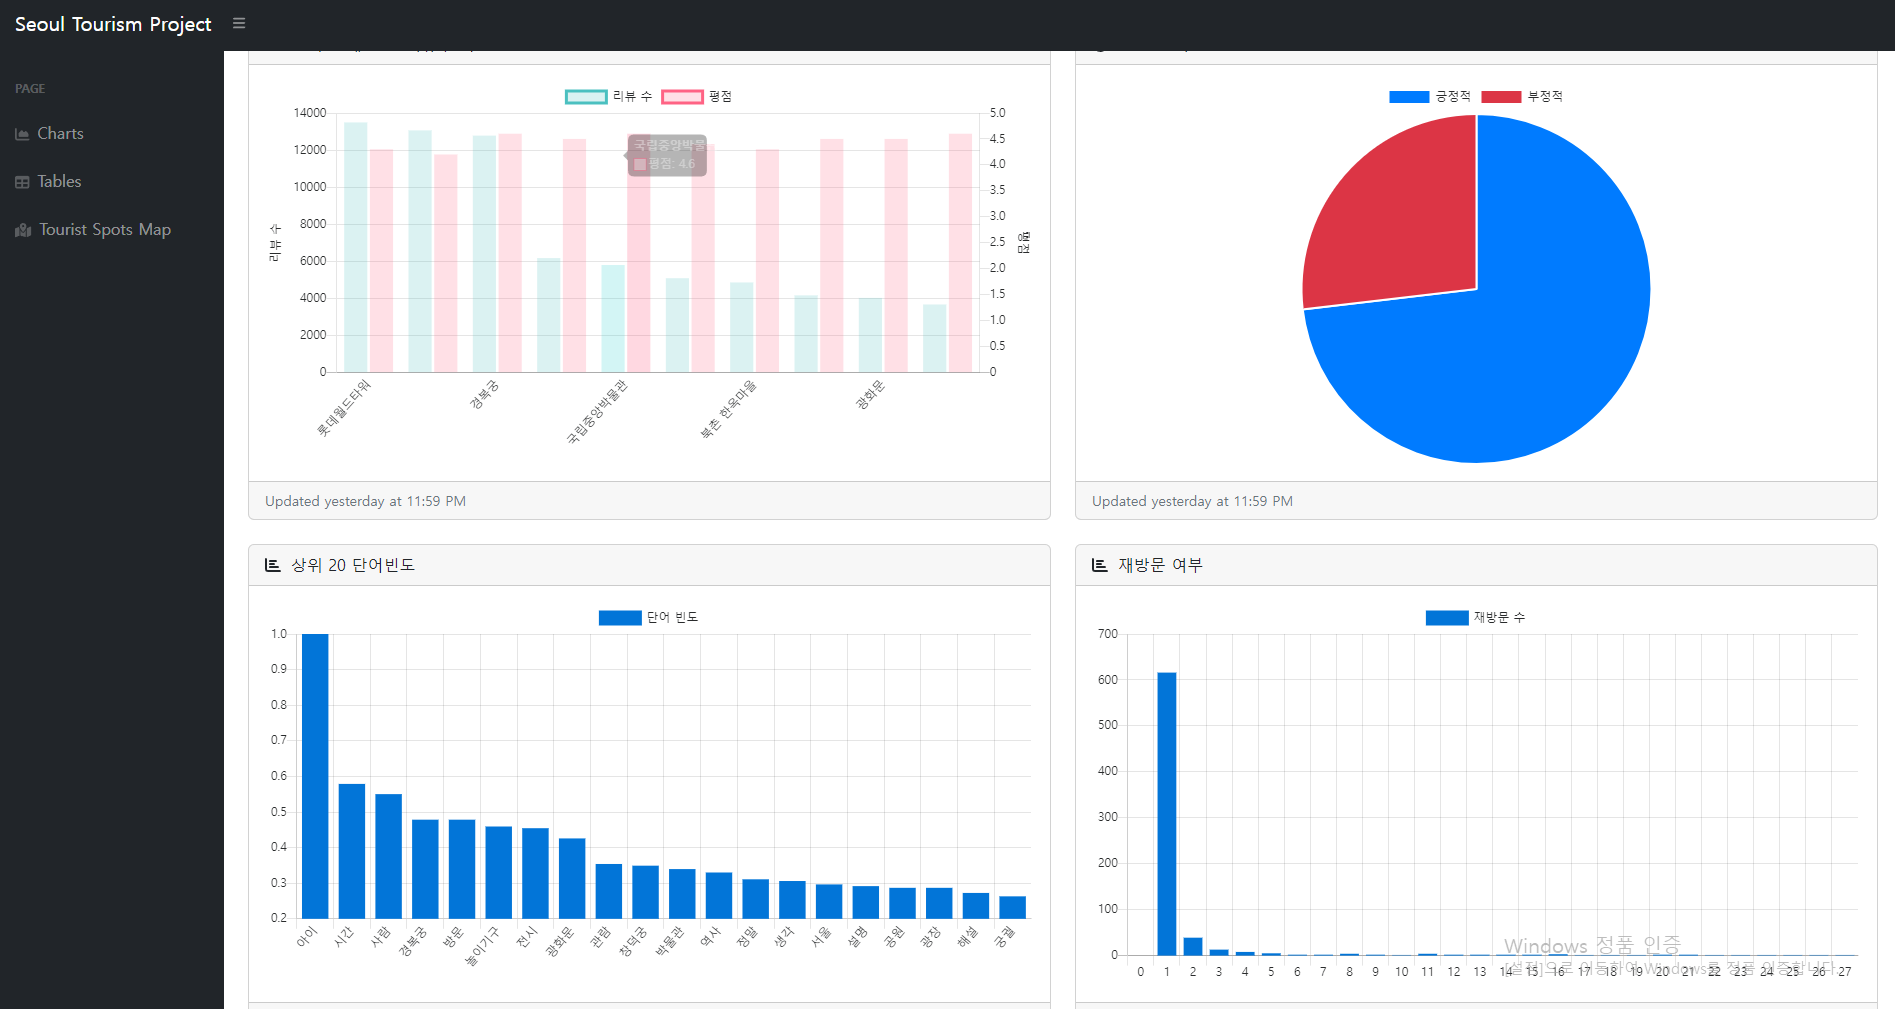 Seoul Tourism Project
PAGE
Charts
Tables
Tourist Spots Map
리뷰 수 평점
14000
12000
10000
8000
6000
4000
2000
0
리뷰 수
5.0
4.5
4.0
3.5
3.0
2.5
2.0
1.5
1.0
0.5
0
평점
국립중앙박물
평점: 4.6
롯데월드타워
경복궁
국립중앙박물관
북촌 한옥마을
광화문
Updated yesterday at 11:59 PM
긍정적 부정적
Updated yesterday at 11:59 PM
상위 20 단어빈도
단어 빈도
1.0
0.9
0.8
0.7
0.6
0.5
0.4
0.3
0.2
아이 시간 사람 경복궁 방문 놀이기구 전시 광화문 관람 창덕궁 박물관 역사 정말 생각 서울 설명 공원 광장 해설 궁궐
재방문 여부
재방문 수
700
600
500
400
300
200
100
0
0 1 2 3 4 5 6 7 8 9 10 11 12 13 14 15 16 17 18 19 20 21 22 23 24 25 26 27
Windows 정품 인증
[설정]으로 이동하여 Windows를 정품 인증합니다.